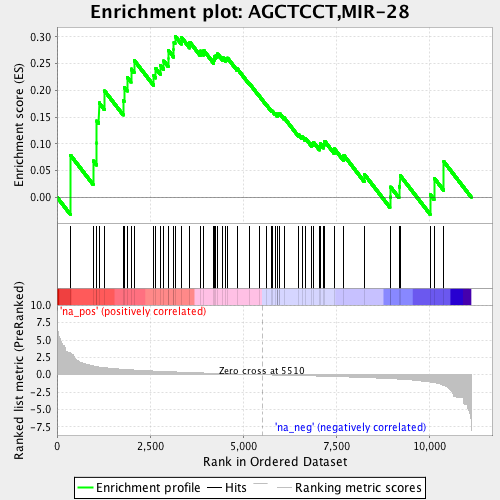 Enrichment plot: AGCTCCT,MIR-28
Enrichment score (ES)
0.30
0.25
0.20
0.15
0.10
0.05
0.00
Ranked list metric (PreRanked)
10.0
7.5
5.0
2.5
0.0
-2.5
-5.0
-7.5
'na_pos' (positively correlated)
Zero cross at 5510
'na_neg' (negatively correlated)
0 2,500 5,000 7,500 10,000
Rank in Ordered Dataset
Enrichment profile Hits Ranking metric scores